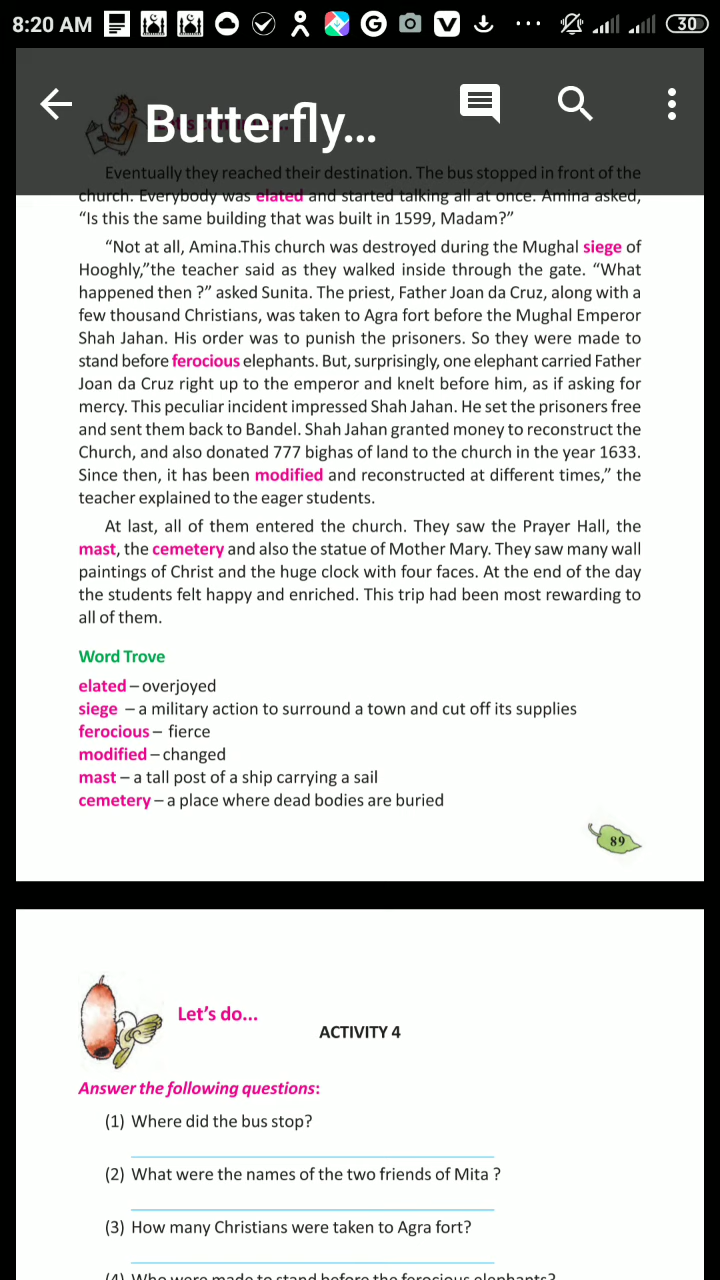 8:20 AM
30
Butterfly...
Eventually they reached their destination. The bus stopped in front of the
church. Everybody was elated and started talking all at once. Amina asked,
“Is this the same building that was built in 1599, Madam?”
“Not at all, Amina.This church was destroyed during the Mughal siege of
Hooghly,”the teacher said as they walked inside through the gate. “What
happened then ?” asked Sunita. The priest, Father Joan da Cruz, along with a
few thousand Christians, was taken to Agra fort before the Mughal Emperor
Shah Jahan. His order was to punish the prisoners. So they were made to
stand before ferocious elephants. But, surprisingly, one elephant carried Father
Joan da Cruz right up to the emperor and knelt before him, as if asking for
mercy. This peculiar incident impressed Shah Jahan. He set the prisoners free
and sent them back to Bandel. Shah Jahan granted money to reconstruct the
Church, and also donated 777 bighas of land to the church in the year 1633.
Since then, it has been modified and reconstructed at different times,” the
teacher explained to the eager students.
At last, all of them entered the church. They saw the Prayer Hall, the
mast, the cemetery and also the statue of Mother Mary. They saw many wall
paintings of Christ and the huge clock with four faces. At the end of the day
the students felt happy and enriched. This trip had been most rewarding to
all of them.
Word Trove
elated – overjoyed
siege – a military action to surround a town and cut off its supplies
ferocious – fierce
modified – changed
mast – a tall post of a ship carrying a sail
cemetery – a place where dead bodies are buried
89
Let’s do...
ACTIVITY 4
Answer the following questions:
(1) Where did the bus stop?
(2) What were the names of the two friends of Mita ?
(3) How many Christians were taken to Agra fort?
(4) Who were made to stand before the ferocious elephants?